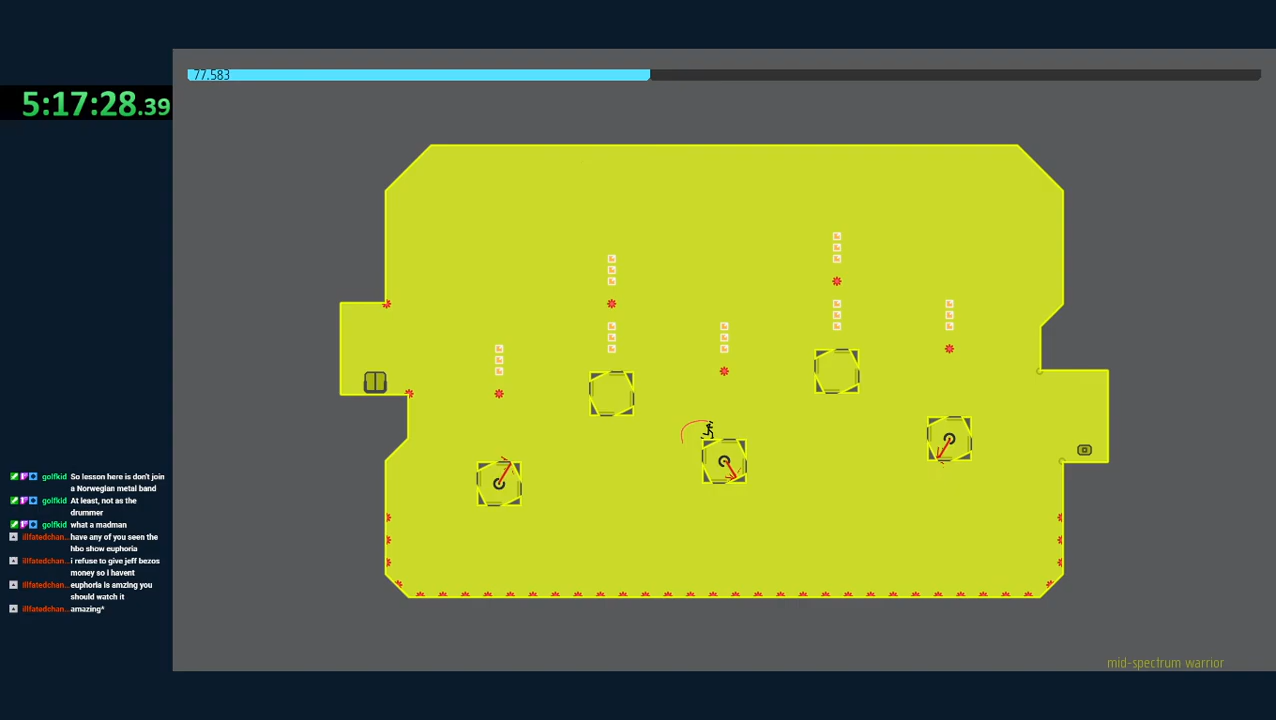 77.583
5:17:28.39
golfkid So lesson here is don't join
a Norwegian metal band
golfkid At least, not as the
drummer
golfkid what a madman
illfatedchan... have any of you seen the
hbo show euphoria
illfatedchan... i refuse to give jeff bezos
money so I havent
illfatedchan... euphoria is amzing you
should watch it
illfatedchan... amazing*
mid-spectrum warrior